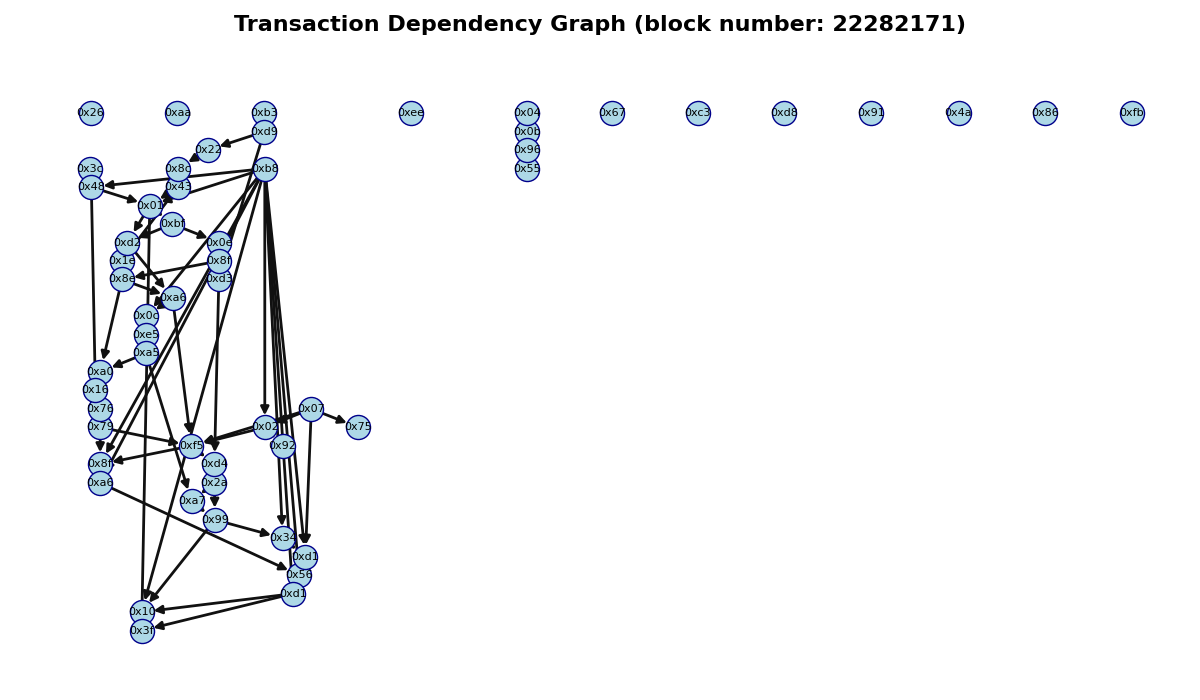 Transaction Dependency Graph (block number: 22282171)
0x26 0xaa 0xb3 0xee 0x04 0x67 0xc3 0xd8 0x91 0x4a 0x86 0xfb
0xd9 0x0b
0x22 0x96
0x3c 0x8c 0xb8 0x55
0x48 0x43
0x01
0xbf
0xd2 0x0e
0x1e 0x8f
0x8e 0xd3
0xa6
0x0c
0xe5
0xa5
0xa0
0x16
0x76 0x07
0x79 0x02 0x75
0xf5 0x92
0x8f 0xd4
0xa6 0x2a
0xa7
0x99
0x34
0xd1
0x56
0xd1
0x10
0x3f